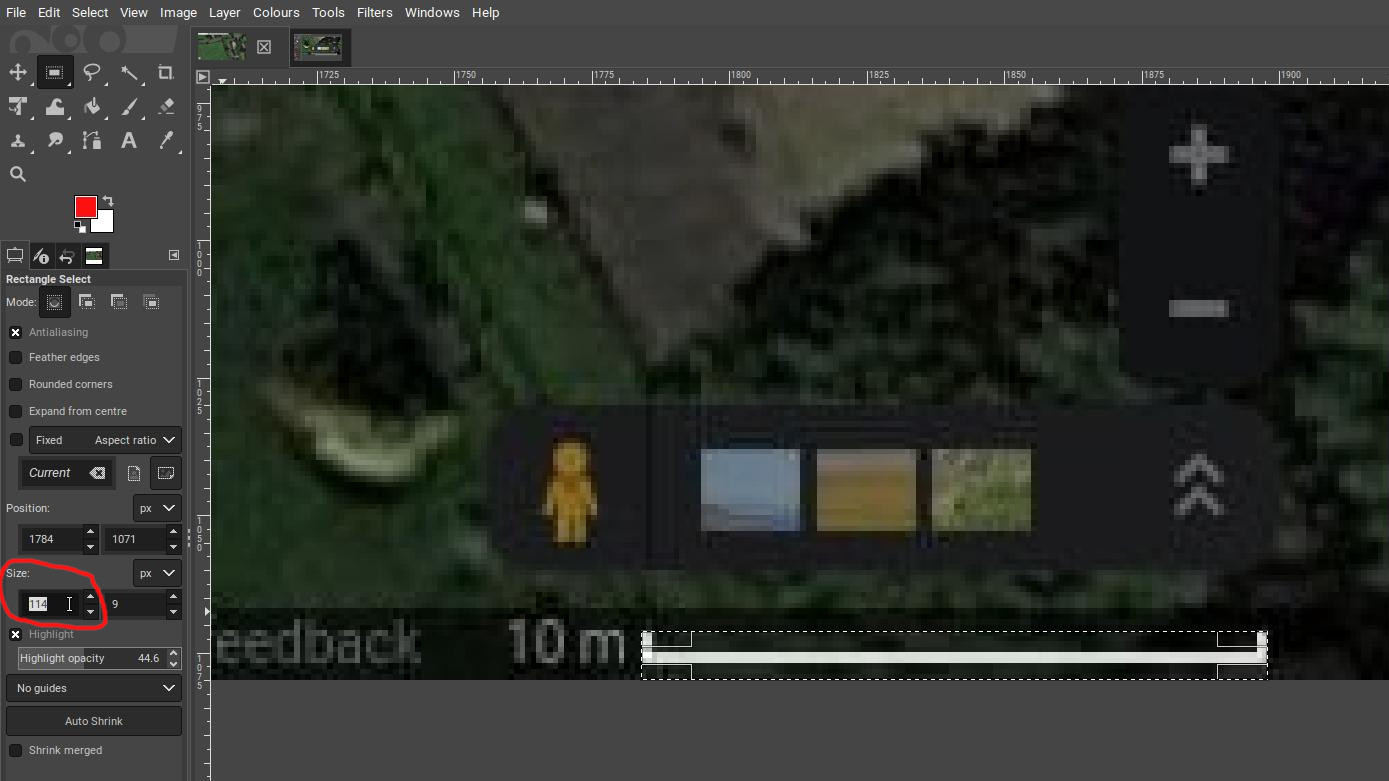 File Edit Select View Image Layer Colours Tools Filters Windows Help
1725 1750 1775 1800 1825 1850 1875 1900
975
1000
1025
1050
1075
A
Rectangle Select
Mode:
Antialiasing
Feather edges
Rounded corners
Expand from centre
Fixed Aspect ratio
Current
Position: px
1784 1071
Size: px
114 9
Highlight
Highlight opacity 44.6
No guides
Auto Shrink
Shrink merged
eedback 10 m